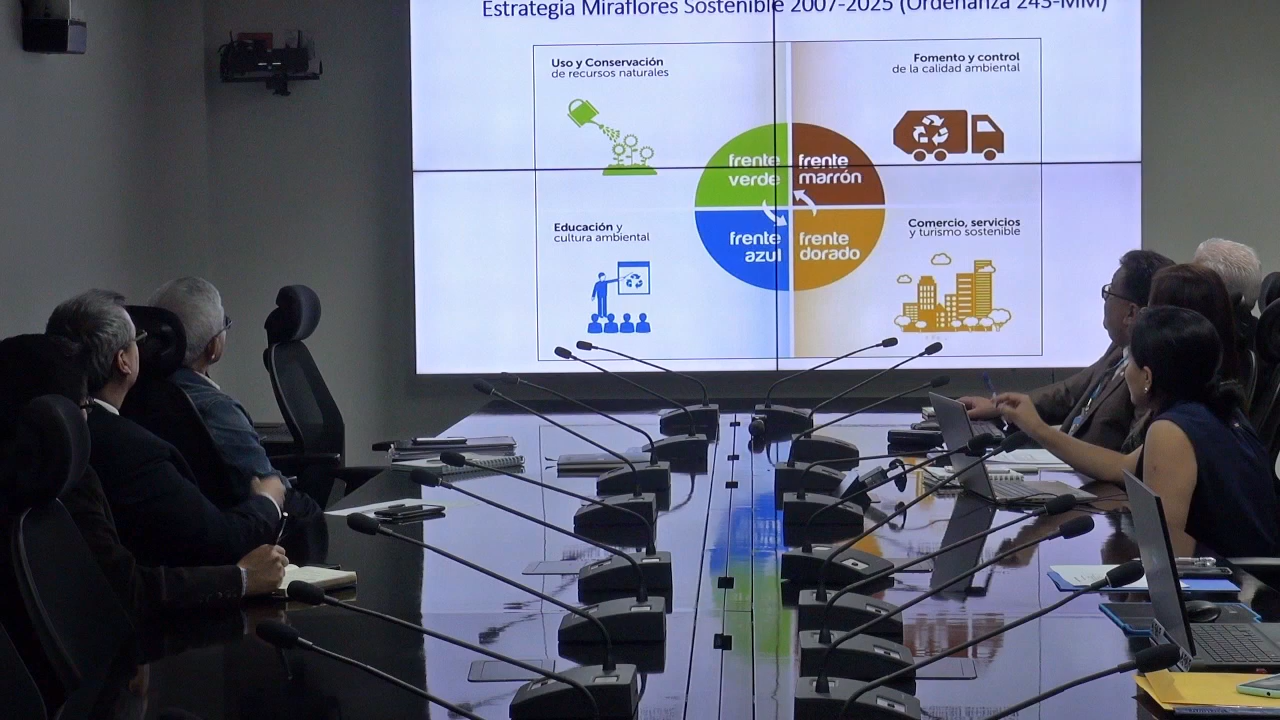 Estrategia Miraflores Sostenible 2007-2025 (Ordenanza 243-MM)
Uso y Conservación
de recursos naturales
Fomento y control
de la calidad ambiental
frente
verde
frente
marrón
Educación y
cultura ambiental
frente
azul
frente
dorado
Comercio, servicios
y turismo sostenible